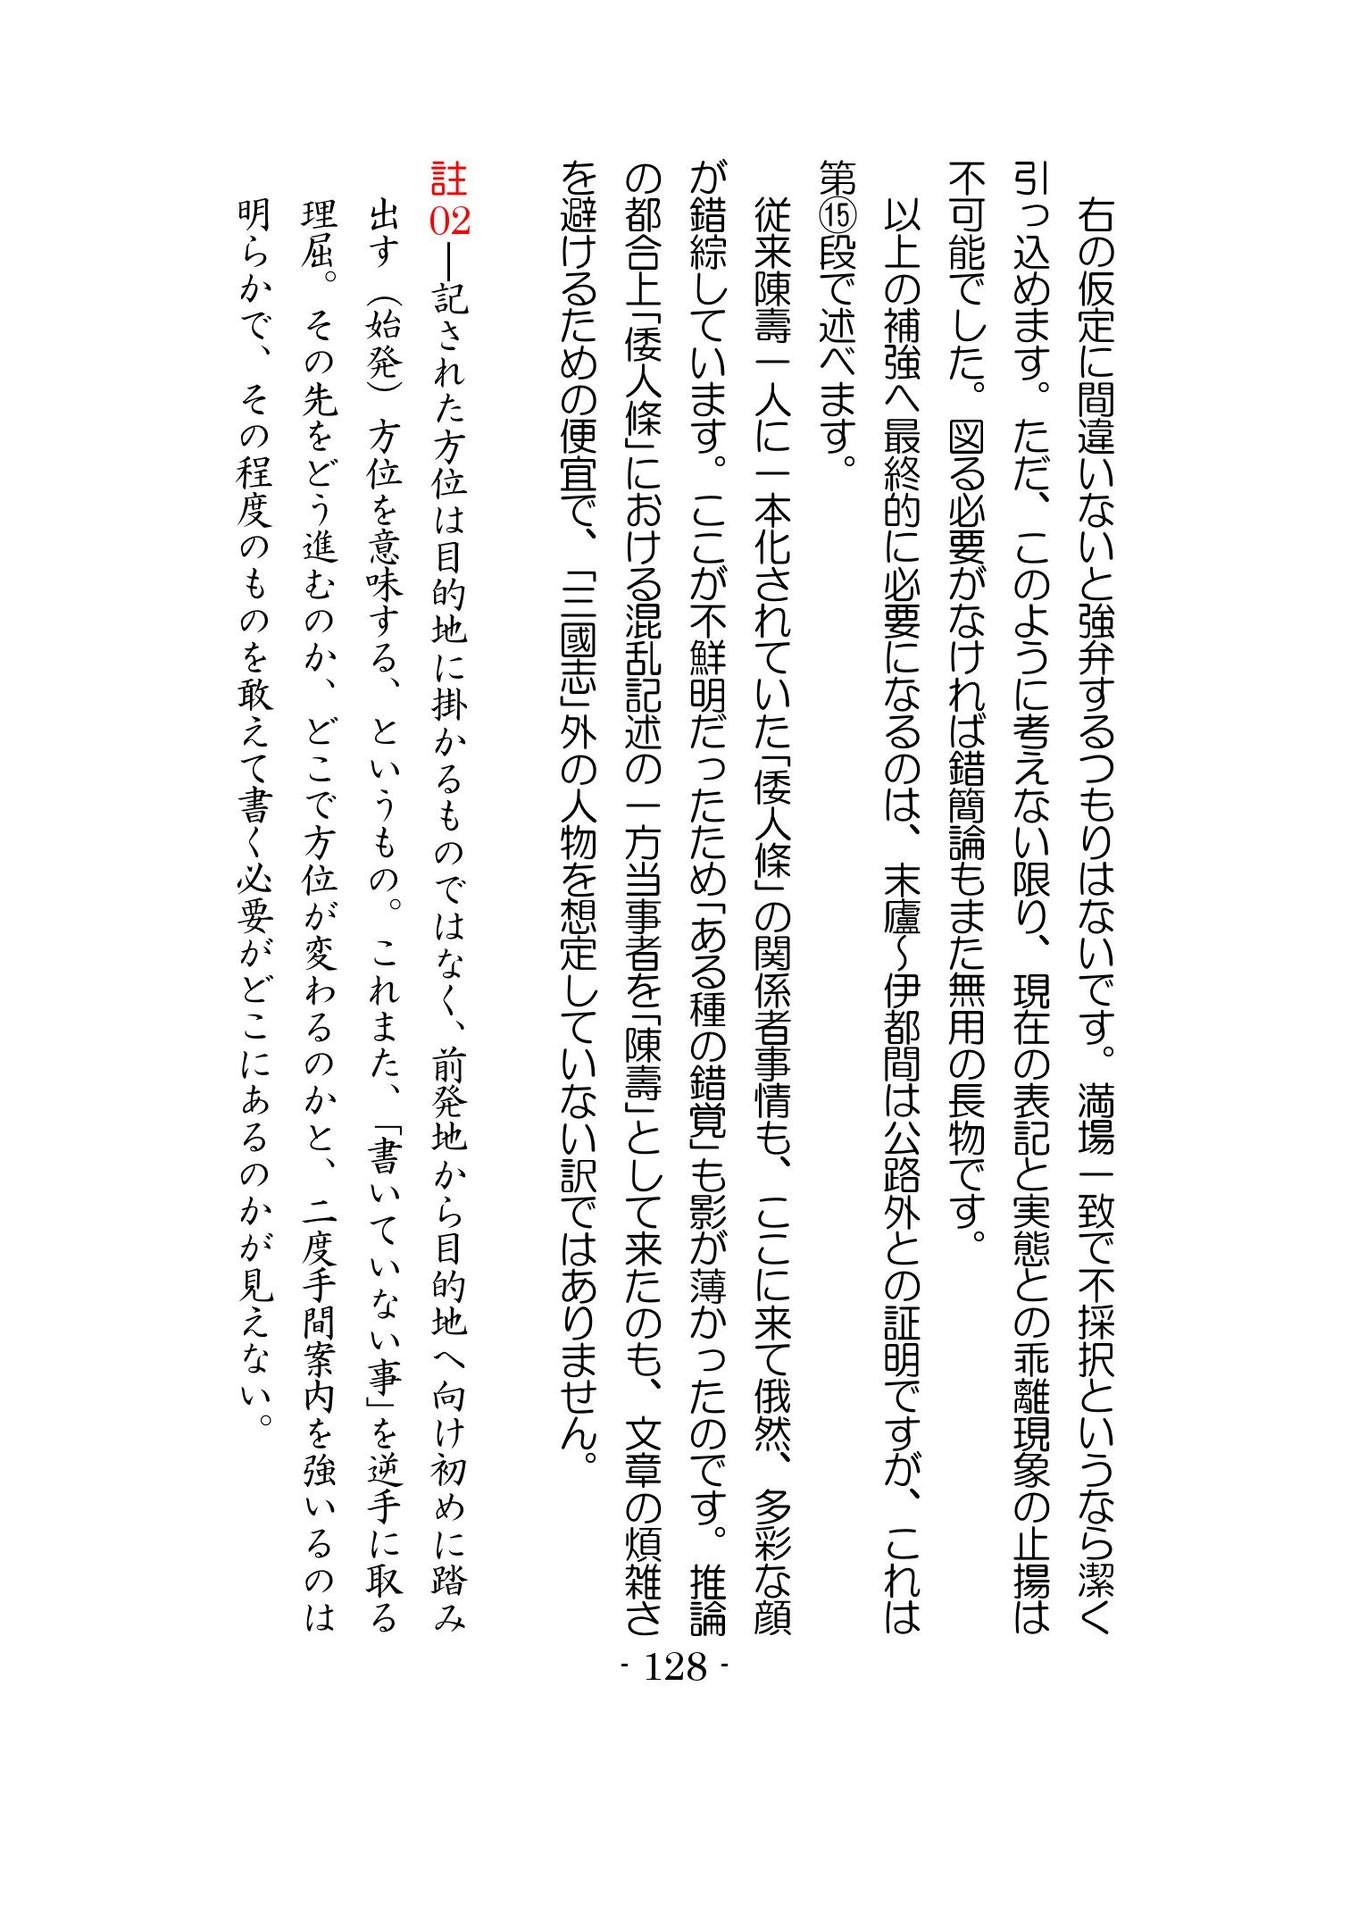 右の仮定に間違いないと強弁するつもりはないです。満場一致で不採択というなら潔く
引っ込めます。ただ、このように考えない限り、現在の表記と実態との乖離現象の止揚は
不可能でした。図る必要がなければ錯簡論もまた無用の長物です。
以上の補強へ最終的に必要になるのは、末廬～伊都間は公路外との証明ですが、これは
第⑮段で述べます。
従来陳壽一人に一本化されていた「倭人條」の関係者事情も、ここに来て俄然、多彩な顔
が錯綜しています。ここが不鮮明だったため「ある種の錯覚」も影が薄かったのです。推論
の都合上「倭人條」における混乱記述の一方当事者を「陳壽」として来たのも、文章の煩雑さ
を避けるための便宜で、「三國志」外の人物を想定していない訳ではありません。
註02―記された方位は目的地に掛かるものではなく、前発地から目的地へ向け初めに踏み
出す（始発）方位を意味する、というもの。これまた、「書いていない事」を逆手に取る
理屈。その先をどう進むのか、どこで方位が変わるのかと、二度手間案内を強いるのは
明らかで、その程度のものを敢えて書く必要がどこにあるのかが見えない。
- 128 -